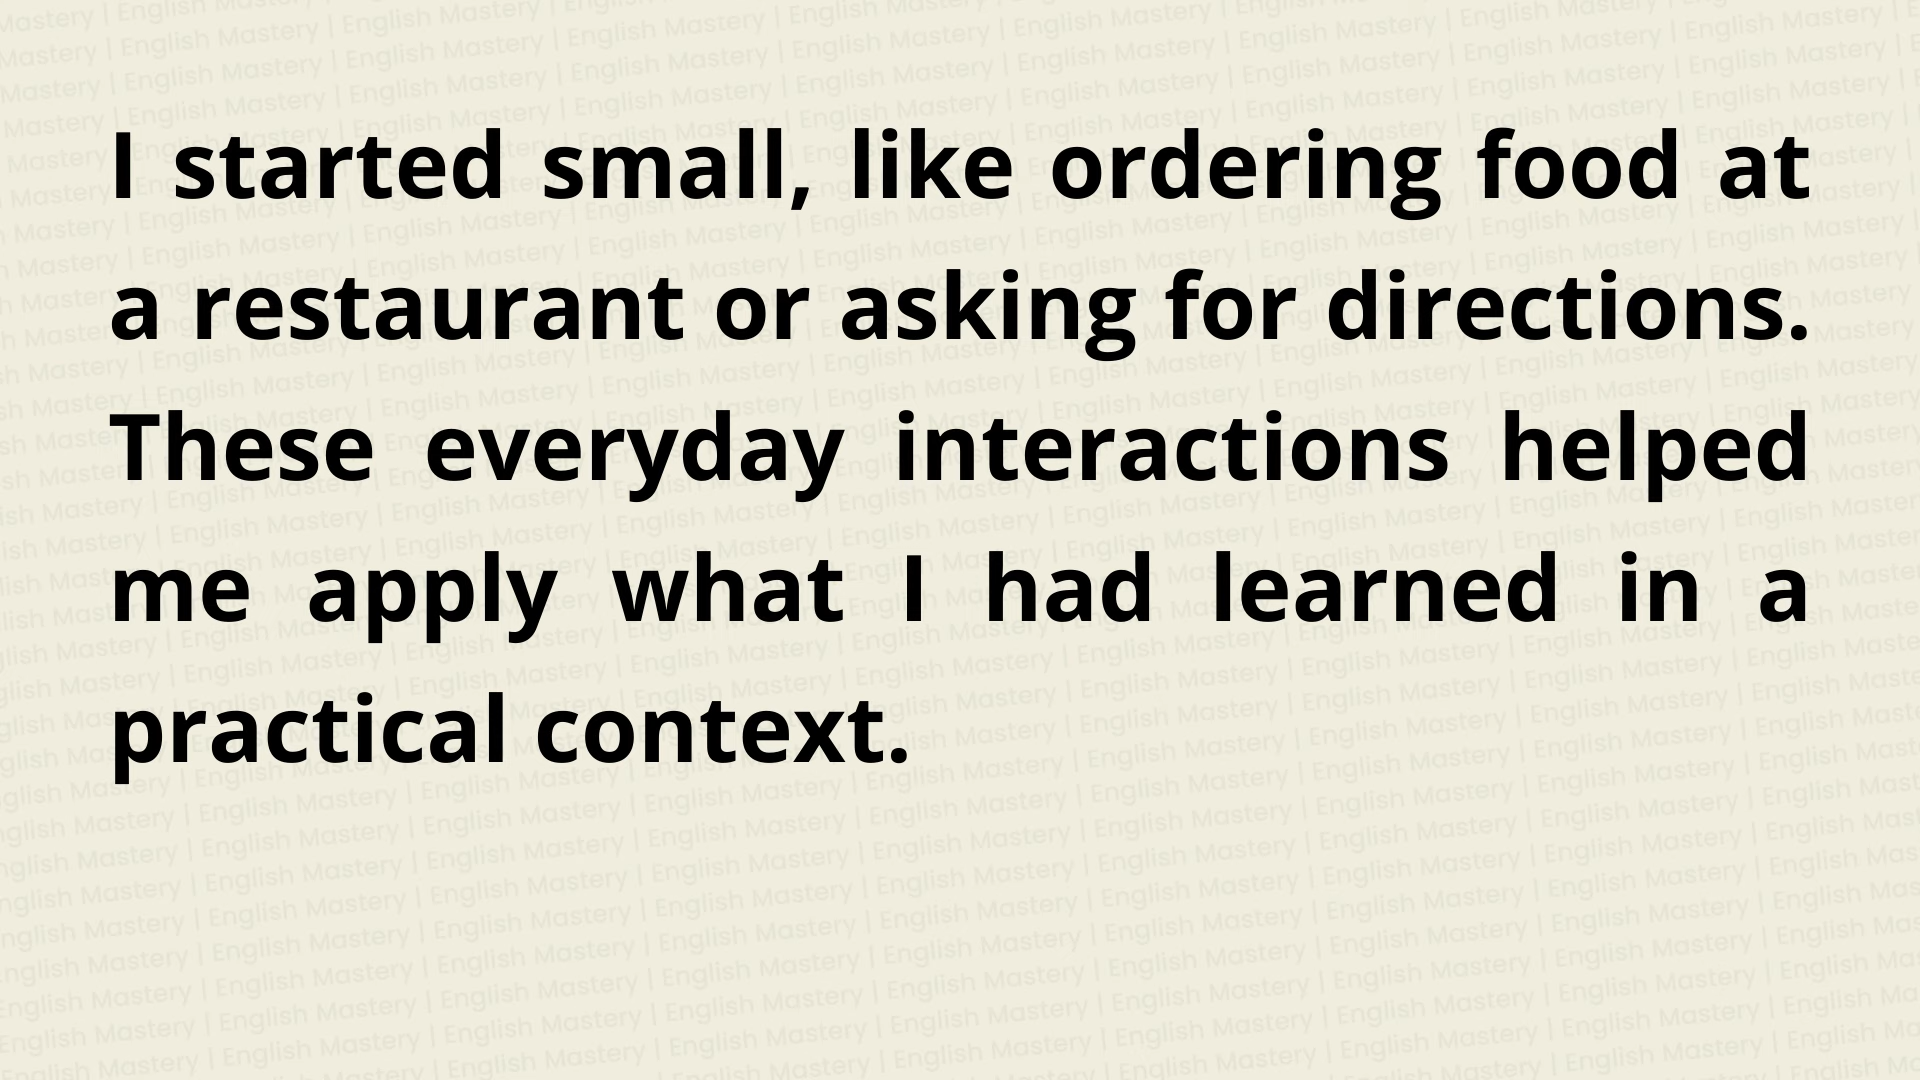 I started small, like ordering food at
a restaurant or asking for directions.
These everyday interactions helped
me apply what I had learned in a
practical context.